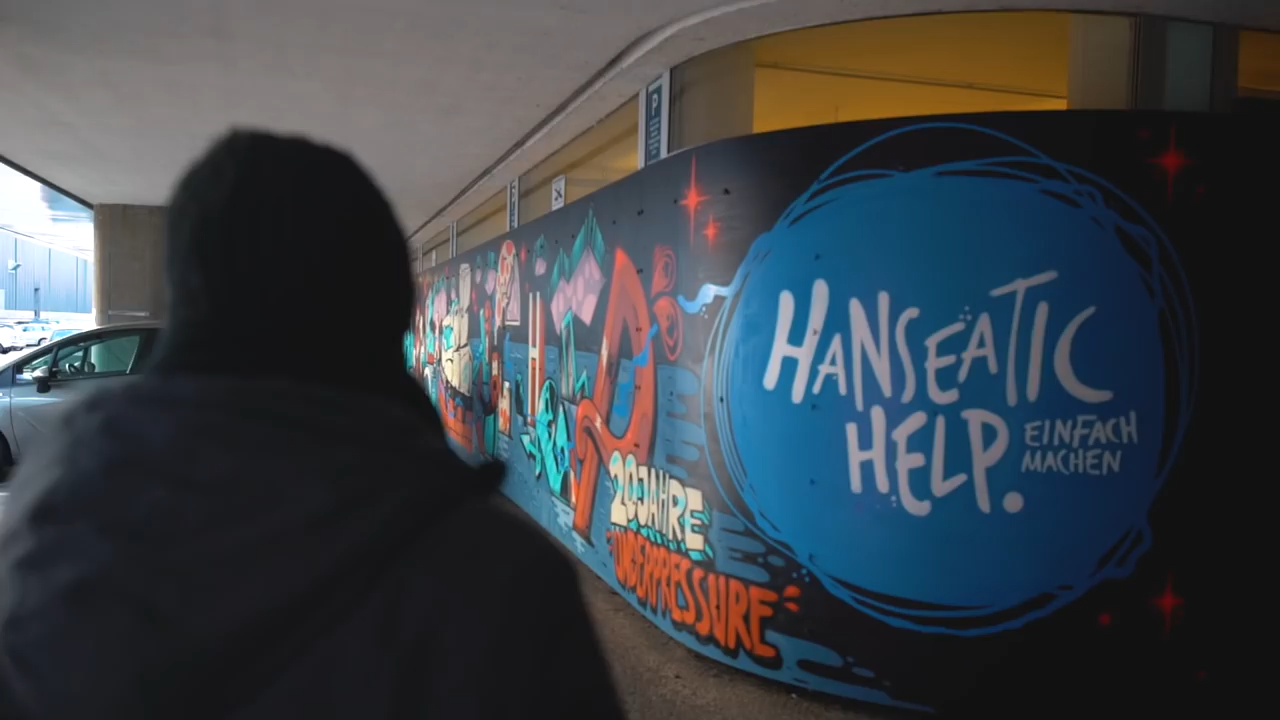 P
HANSEATIC
HELP.
EINFACH
MACHEN
20 JAHRE
UNDERPRESSURE